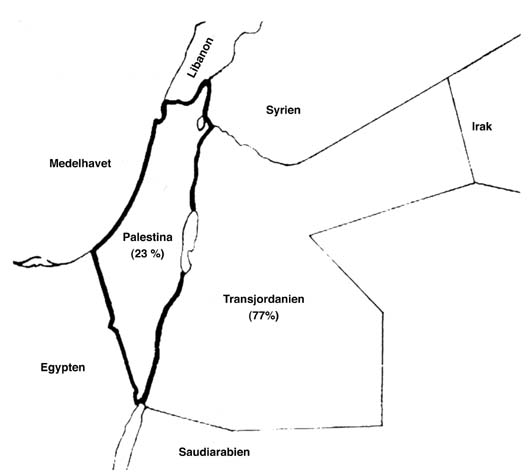 Libanon
Syrien
Irak
Medelhavet
Palestina
(23 %)
Transjordanien
(77%)
Egypten
Saudiarabien